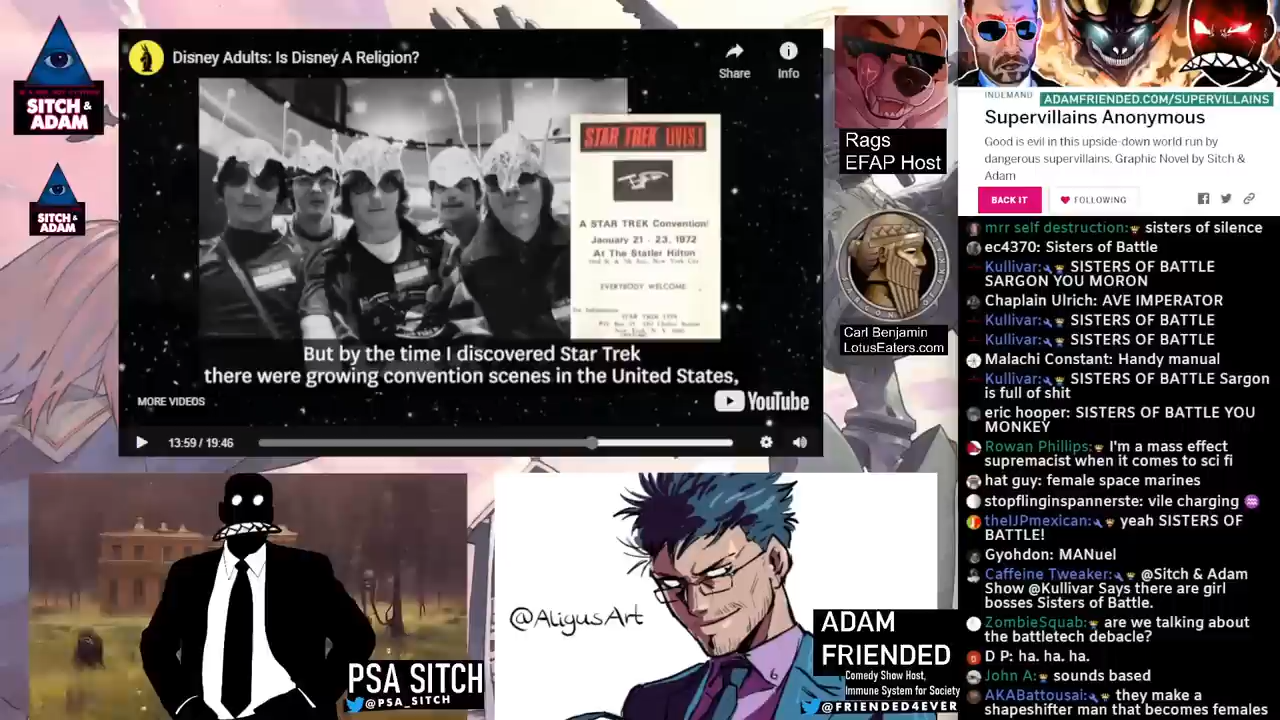 SITCH &
ADAM
SITCH &
ADAM
Disney Adults: Is Disney A Religion?
Share
Info
STAR TREK LIVES!
A STAR TREK Convention!
January 21 - 23, 1972
At The Statler Hilton
EVERYBODY WELCOME
But by the time I discovered Star Trek
there were growing convention scenes in the United States,
MORE VIDEOS
YouTube
13:59 / 19:46
Rags
EFAP Host
Carl Benjamin
LotusEaters.com
@AligusArt
PSA SITCH
@PSA_SITCH
ADAM
FRIENDED
Comedy Show Host,
Immune System for Society
@FRIENDED4EVER
INDEMAND
ADAMFRIENDED.COM/SUPERVILLAINS
Supervillains Anonymous
Good is evil in this upside-down world run by
dangerous supervillains. Graphic Novel by Sitch &
Adam
BACK IT
FOLLOWING
mrr self destruction: sisters of silence
ec4370: Sisters of Battle
Kullivar: SISTERS OF BATTLE
SARGON YOU MORON
Chaplain Ulrich: AVE IMPERATOR
Kullivar: SISTERS OF BATTLE
Kullivar: SISTERS OF BATTLE
Malachi Constant: Handy manual
Kullivar: SISTERS OF BATTLE Sargon
is full of shit
eric hooper: SISTERS OF BATTLE YOU
MONKEY
Rowan Phillips: I'm a mass effect
supremacist when it comes to sci fi
hat guy: female space marines
stopflinginspannerste: vile charging
theIJPmexican: yeah SISTERS OF
BATTLE!
Gyohdon: MANuel
Caffeine Tweaker: @Sitch & Adam
Show @Kullivar Says there are girl
bosses Sisters of Battle.
ZombieSquab: are we talking about
the battletech debacle?
D P: ha. ha. ha.
John A: sounds based
AKABattousai: they make a
shapeshifter man that becomes females